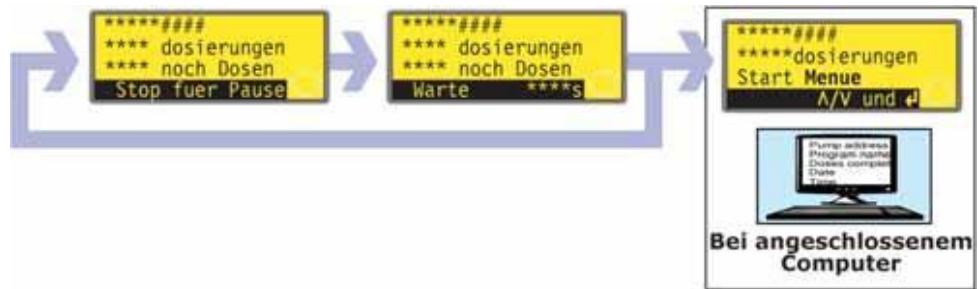 *****####
**** dosierungen
**** noch Dosen
Stop fuer Pause
*****####
**** dosierungen
**** noch Dosen
Warte ****s
*****####
*****dosierungen
Start Menue
Λ/V und ↲
Pump address
Program name
Doses complet
Date
Time
Bei angeschlossenem
Computer